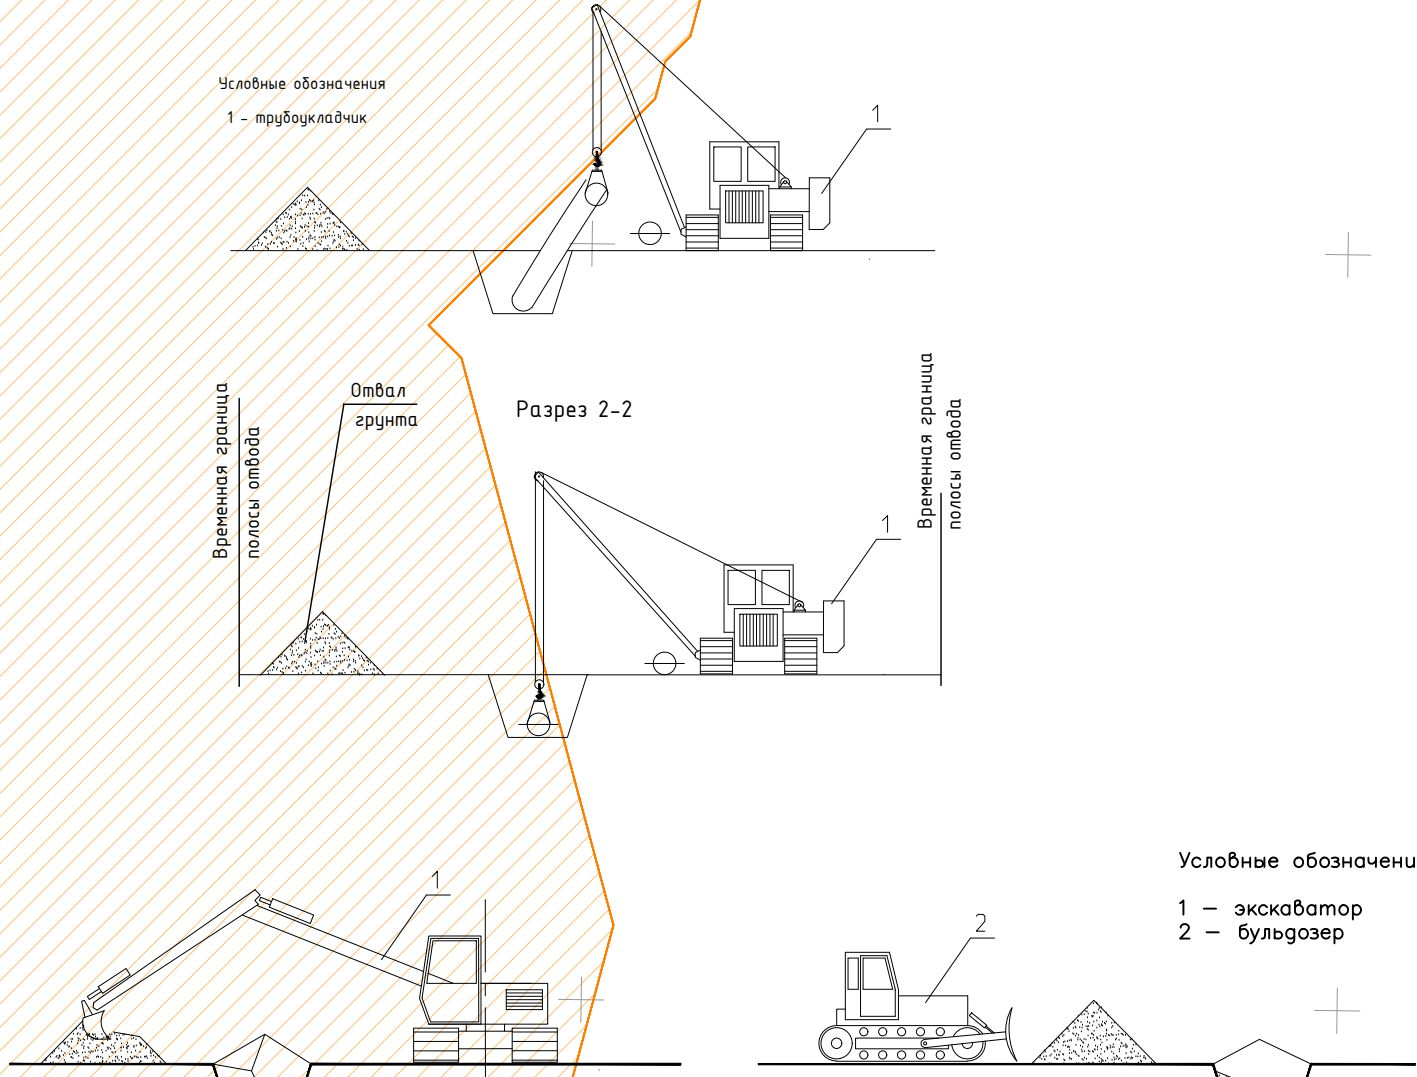 Условные обозначения
1 - трубоукладчик
1
Временная граница
полосы отвода
Отвал
грунта
Разрез 2-2
1
Временная граница
полосы отвода
1
2
Условные обозначени
1 — экскаватор
2 — бульдозер